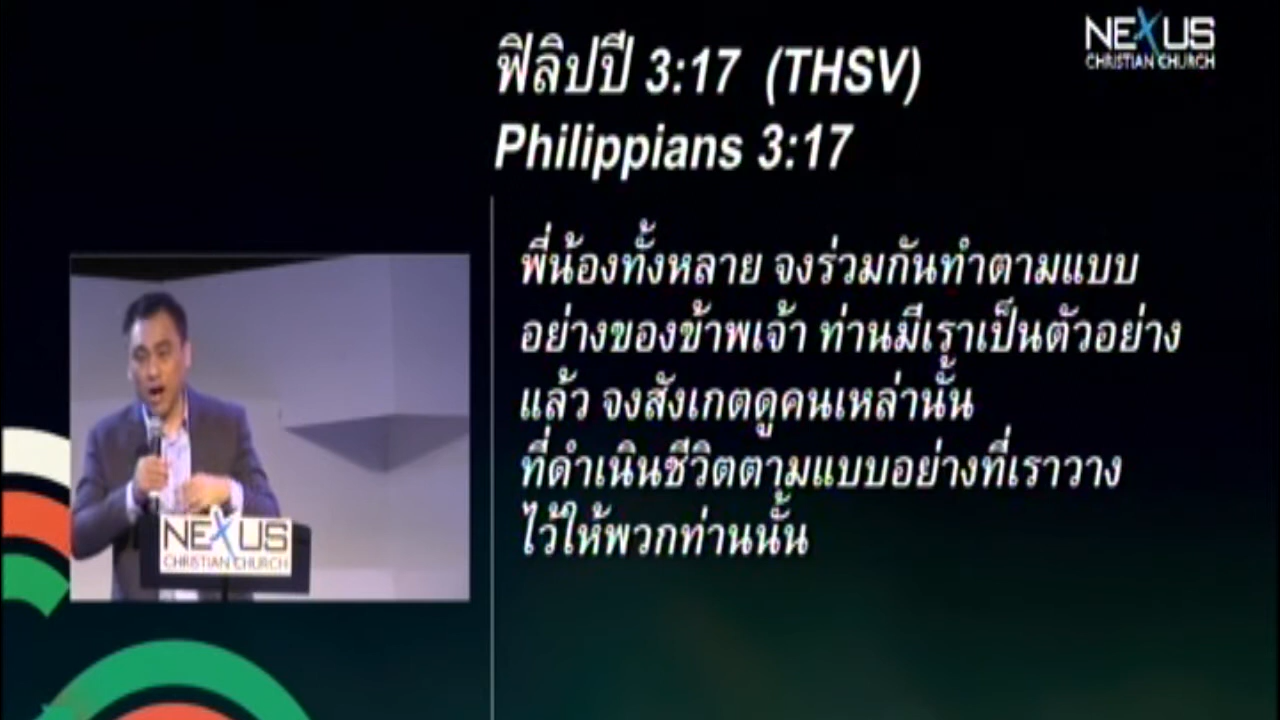 NEXUS
CHRISTIAN CHURCH
ฟีลิปปี 3:17 (THSV)
Philippians 3:17
พี่น้องทั้งหลาย จงร่วมกันทำตามแบบ
อย่างของข้าพเจ้า ท่านมีเราเป็นตัวอย่าง
แล้ว จงสังเกตดูคนเหล่านั้น
ที่ดำเนินชีวิตตามแบบอย่างที่เราวาง
ไว้ให้พวกท่านนั้น
NEXUS
CHRISTIAN CHURCH